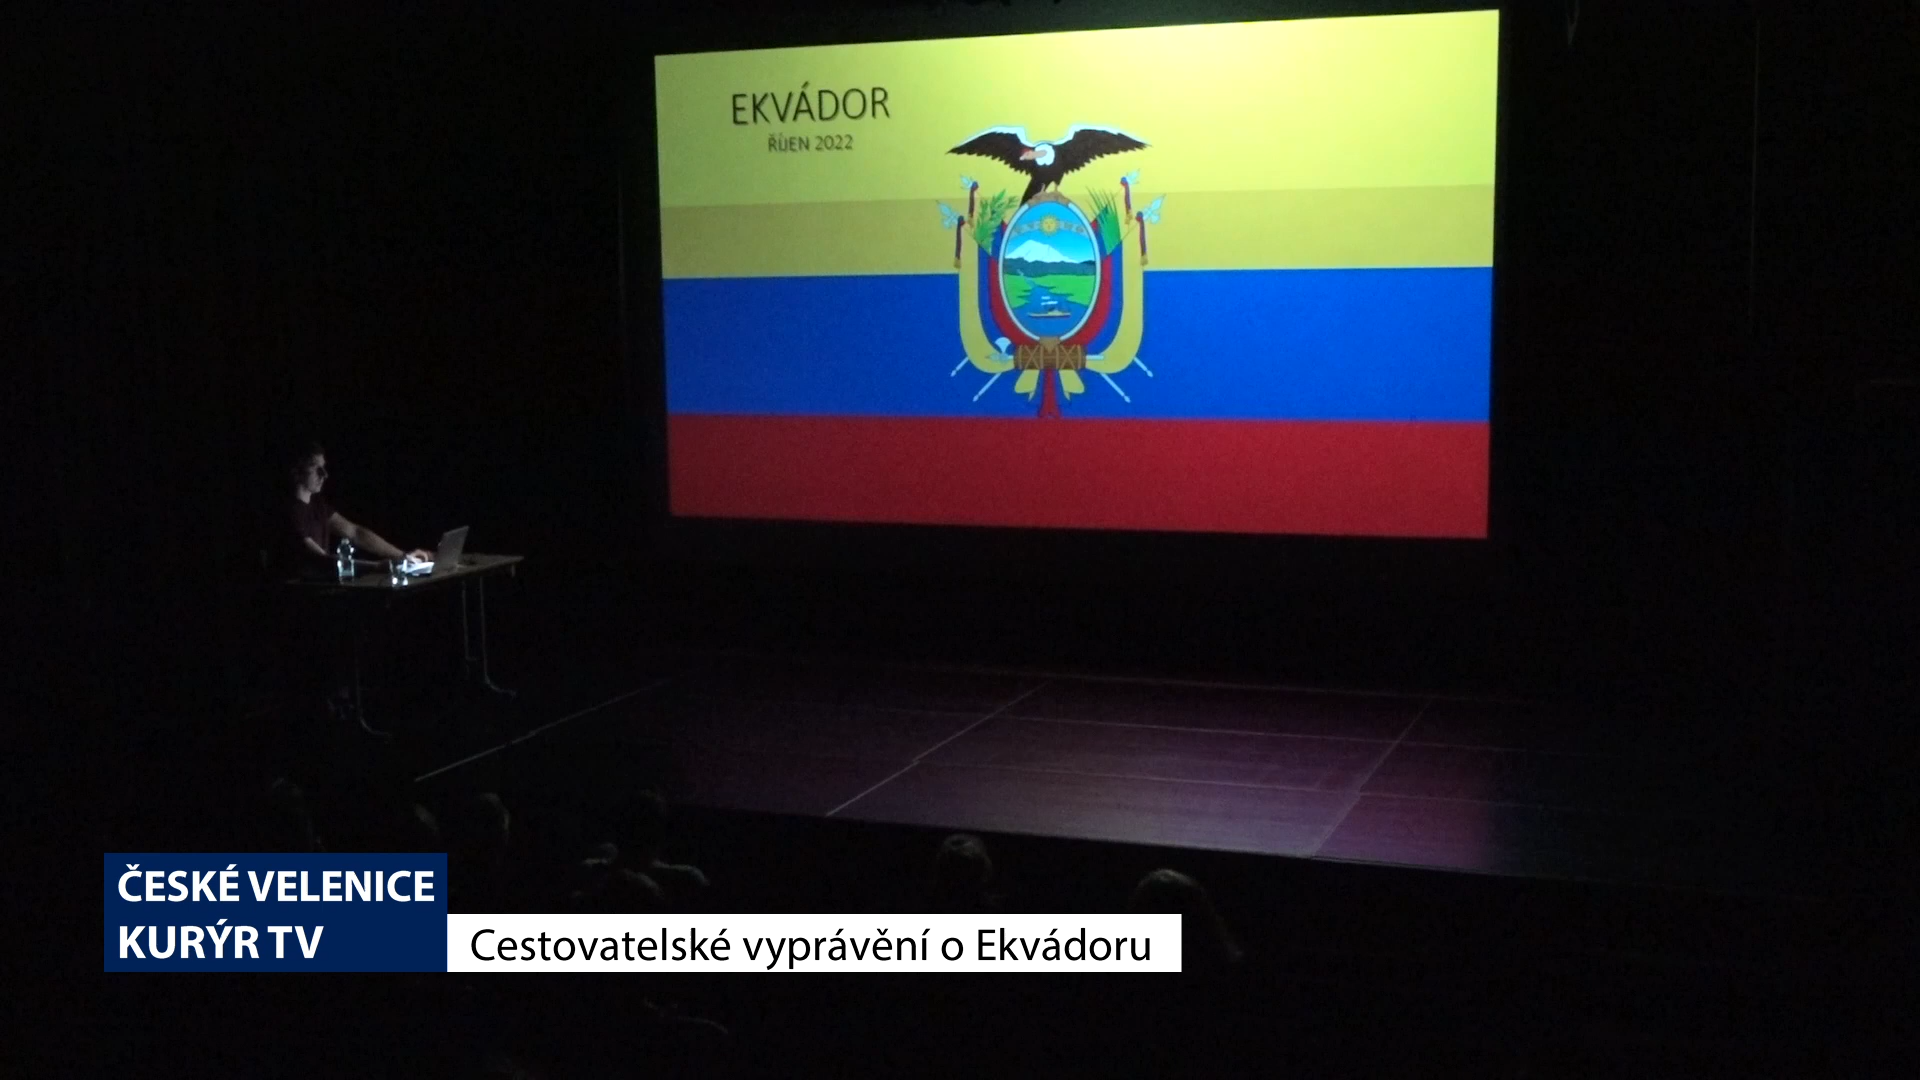 EKVÁDOR
ŘÍJEN 2022
ČESKÉ VELENICE
KURÝR TV
Cestovatelské vyprávění o Ekvádoru